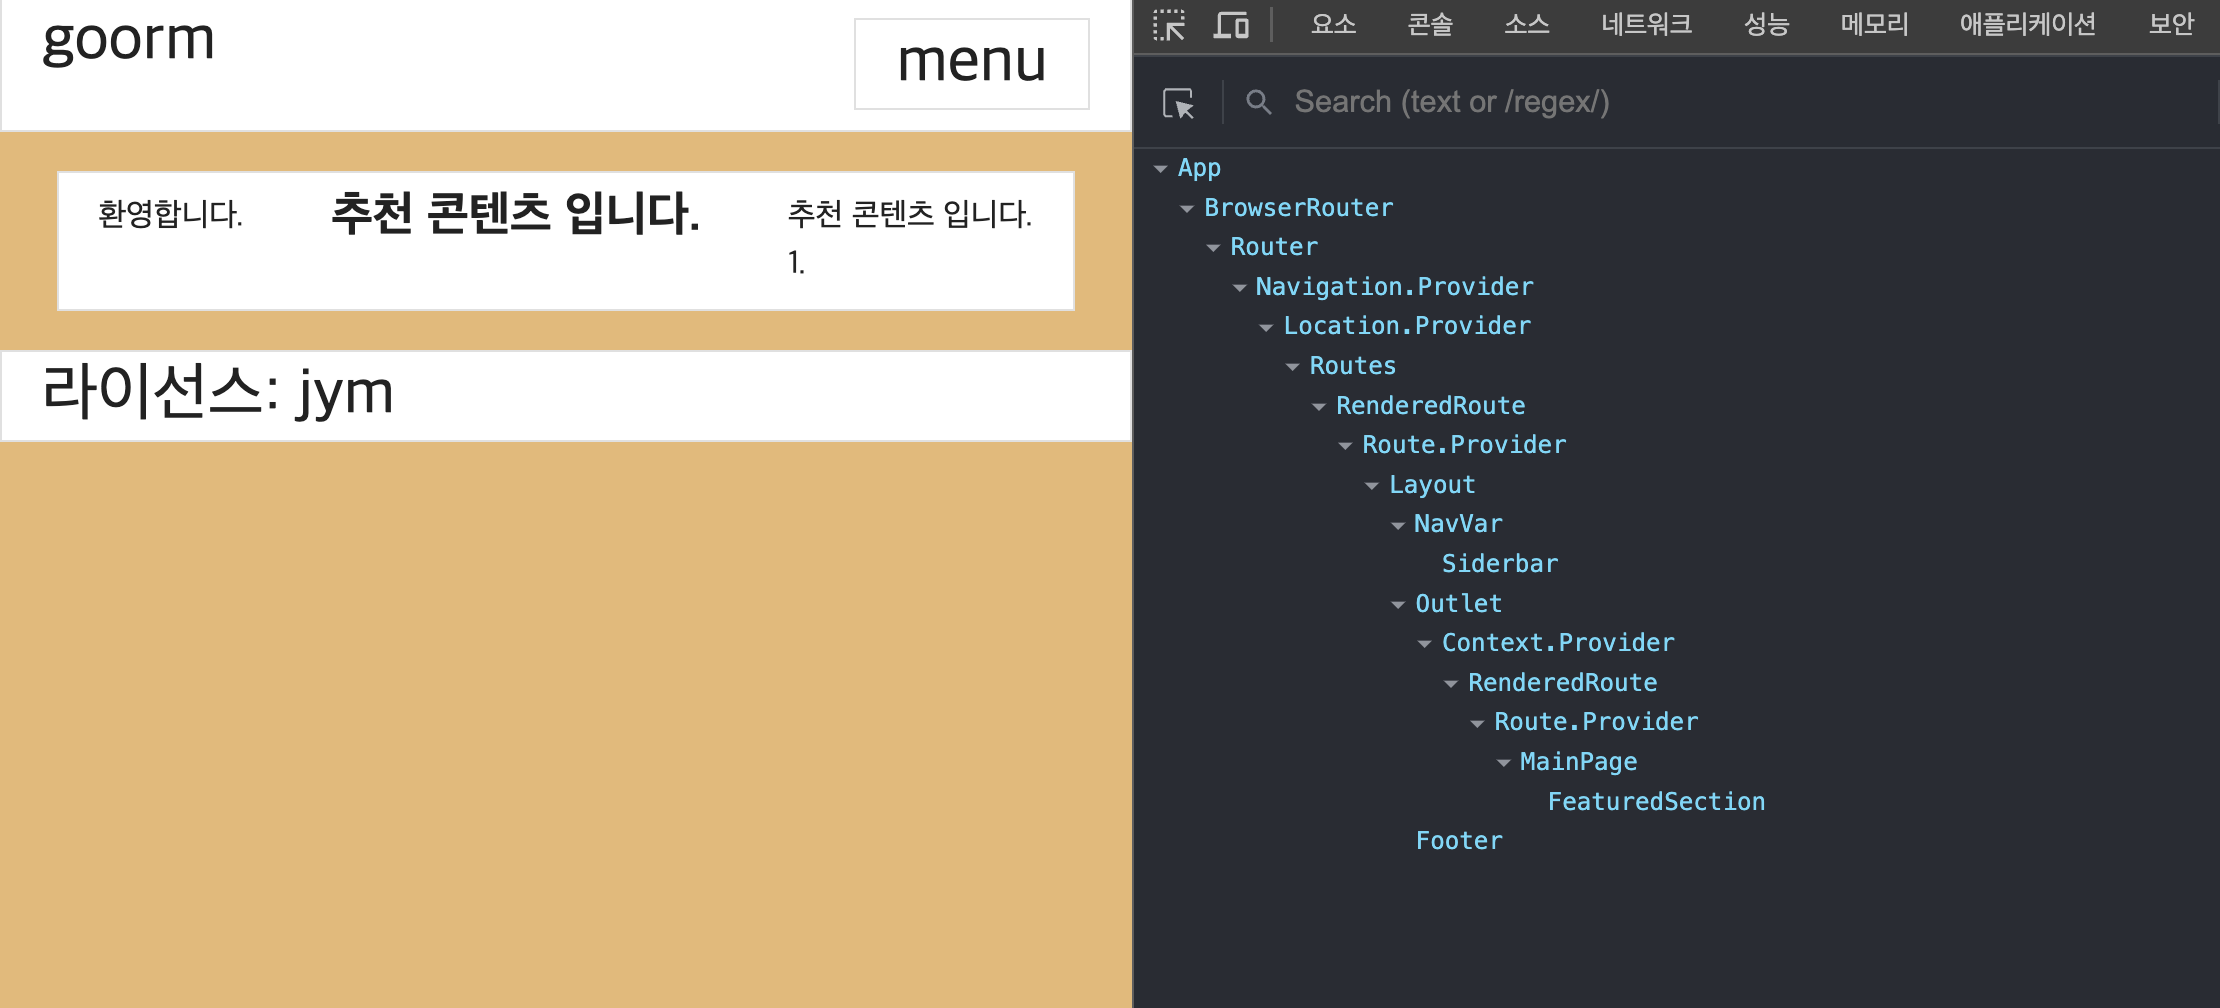 goorm
menu
환영합니다.
추천 콘텐츠 입니다.
추천 콘텐츠 입니다.
1.
라이선스: jym
요소 콘솔 소스 네트워크 성능 메모리 애플리케이션 보안
Search (text or /regex/)
App
BrowserRouter
Router
Navigation.Provider
Location.Provider
Routes
RenderedRoute
Route.Provider
Layout
NavVar
Siderbar
Outlet
Context.Provider
RenderedRoute
Route.Provider
MainPage
FeaturedSection
Footer